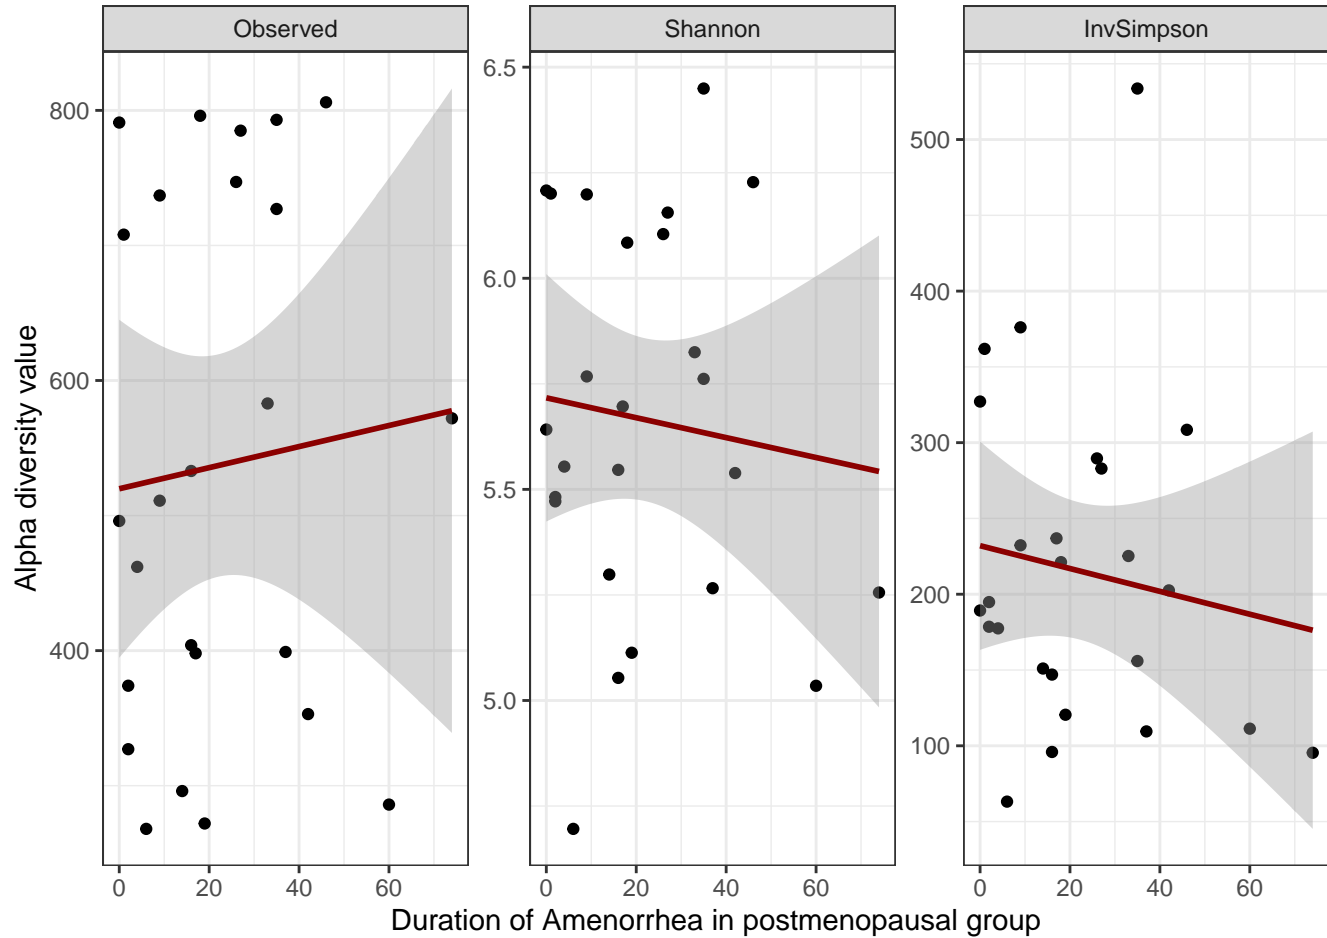 Observed
Shannon
InvSimpson
Alpha diversity value
800
600
400
6.5
6.0
5.5
5.0
500
400
300
200
100
0 20 40 60
0 20 40 60
0 20 40 60
Duration of Amenorrhea in postmenopausal group